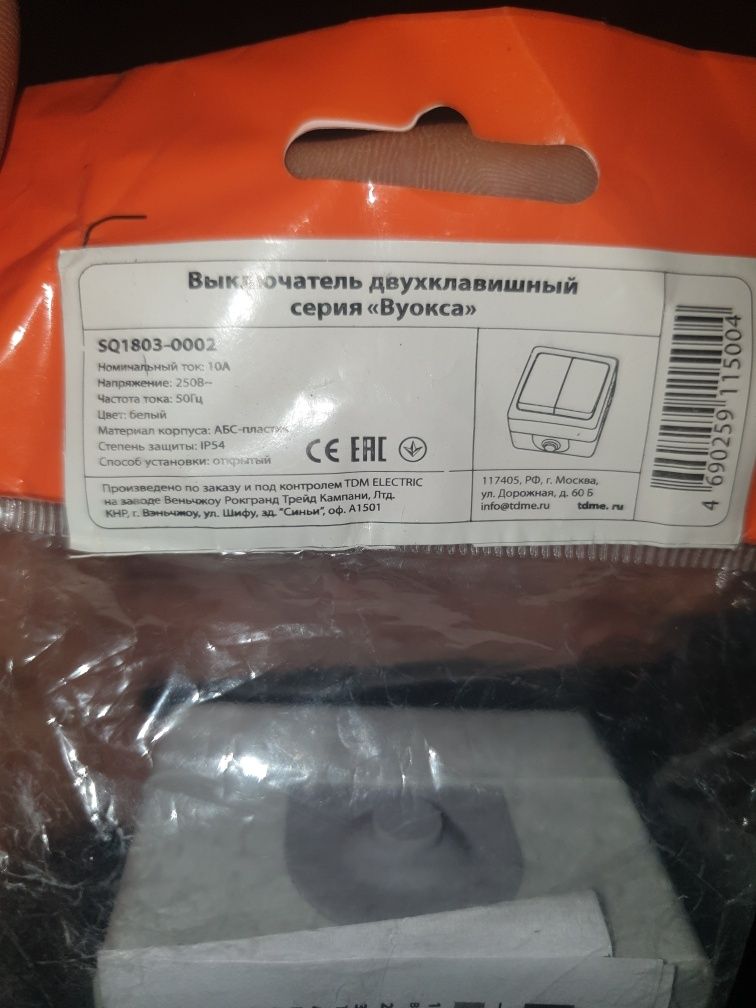 Выключатель двухклавишный
серия «Вуокса»
SQ1803-0002
Номинальный ток: 10А
Напряжение: 250В~
Частота тока: 50Гц
Цвет: белый
Материал корпуса: АБС-пластик
Степень защиты: IP54
Способ установки: открытый
CE EAC
Произведено по заказу и под контролем TDM ELECTRIC
на заводе Веньчжоу Рокгранд Трейд Кампани, Лтд.
КНР, г. Вэньчжоу, ул. Шифу, зд. "Синьи", оф. А1501
117405, РФ, г. Москва,
ул. Дорожная, д. 60 Б
info@tdme.ru tdme.ru
4 690259 115004